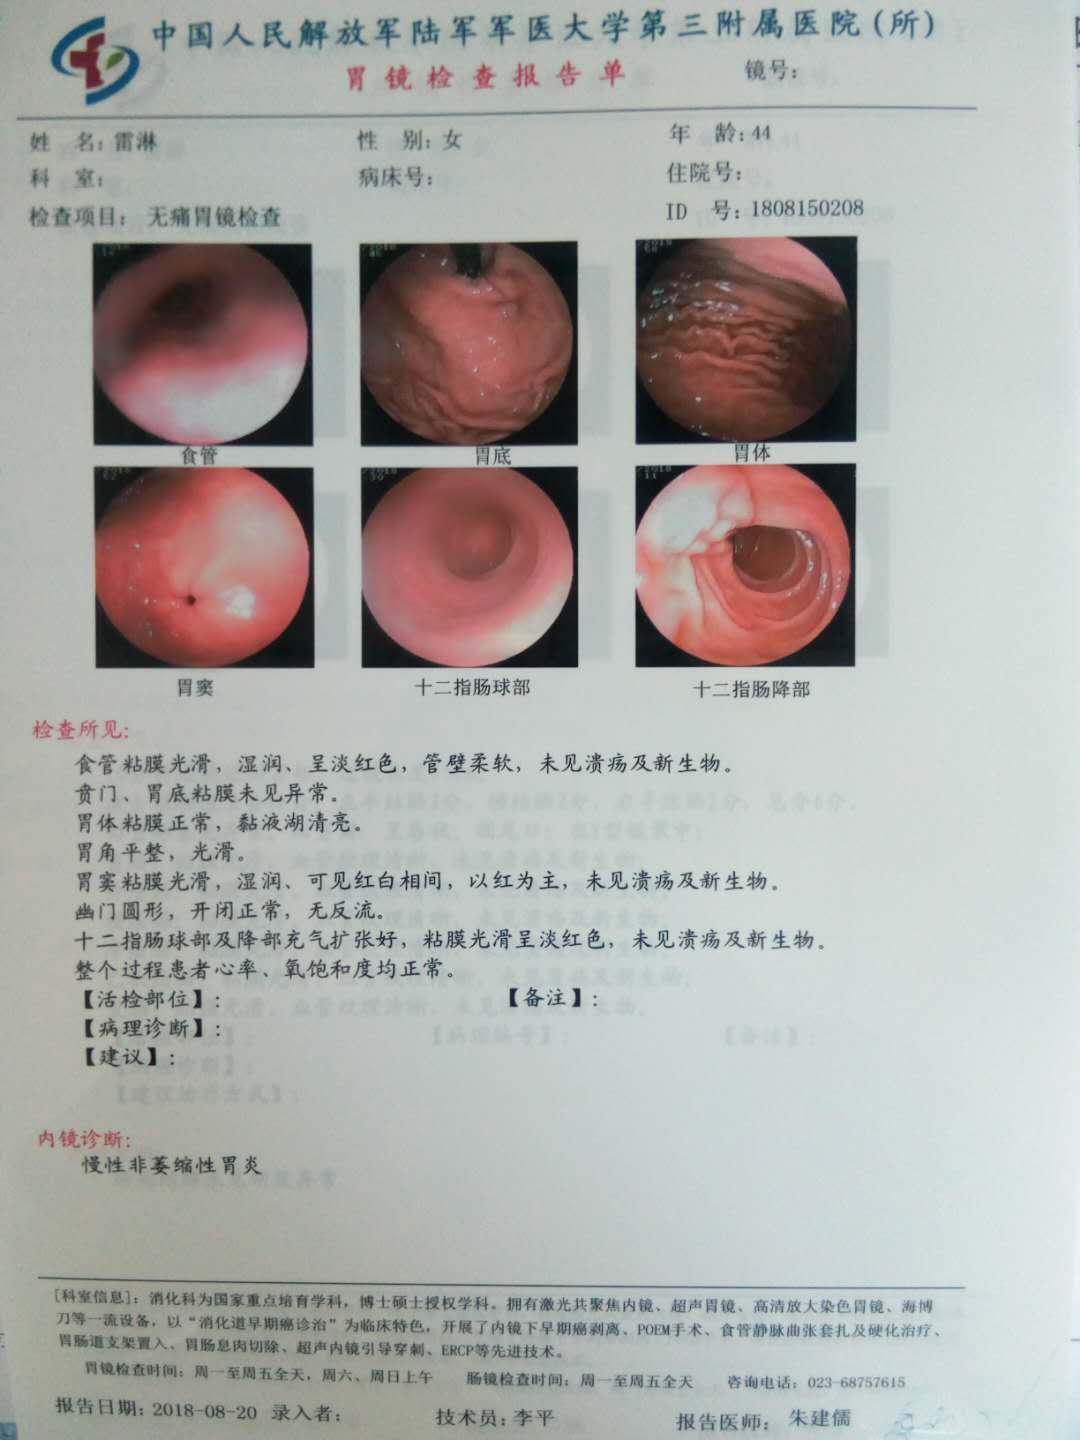 中国人民解放军陆军军医大学第三附属医院(所)
胃镜检查报告单 镜号:
姓 名: 雷淋 性 别: 女 年 龄: 44
科 室: 病床号: 住院号:
检查项目: 无痛胃镜检查 ID 号: 1808150208
食管 胃底 胃体
胃窦 十二指肠球部 十二指肠降部
检查所见:
食管粘膜光滑，湿润、呈淡红色，管壁柔软，未见溃疡及新生物。
贲门、胃底粘膜未见异常。
胃体粘膜正常，黏液湖清亮。
胃角平整，光滑。
胃窦粘膜光滑，湿润、可见红白相间，以红为主，未见溃疡及新生物。
幽门圆形，开闭正常，无反流。
十二指肠球部及降部充气扩张好，粘膜光滑呈淡红色，未见溃疡及新生物。
整个过程患者心率、氧饱和度均正常。
【活检部位】: 【备注】:
【病理诊断】:
【建议】:
内镜诊断:
慢性非萎缩性胃炎
[科室信息]: 消化科为国家重点培育学科，博士硕士授权学科。拥有激光共聚焦内镜、超声胃镜、高清放大染色胃镜、海博
刀等一流设备，以“消化道早期癌诊治”为临床特色，开展了内镜下早期癌剥离、POEM手术、食管静脉曲张套扎及硬化治疗、
胃肠道支架置入、胃肠息肉切除、超声内镜引导穿刺、ERCP等先进技术。
胃镜检查时间: 周一至周五全天，周六、周日上午 肠镜检查时间: 周一至周五全天 咨询电话: 023-68757615
报告日期: 2018-08-20 录入者: 技术员: 李平 报告医师: 朱建儒